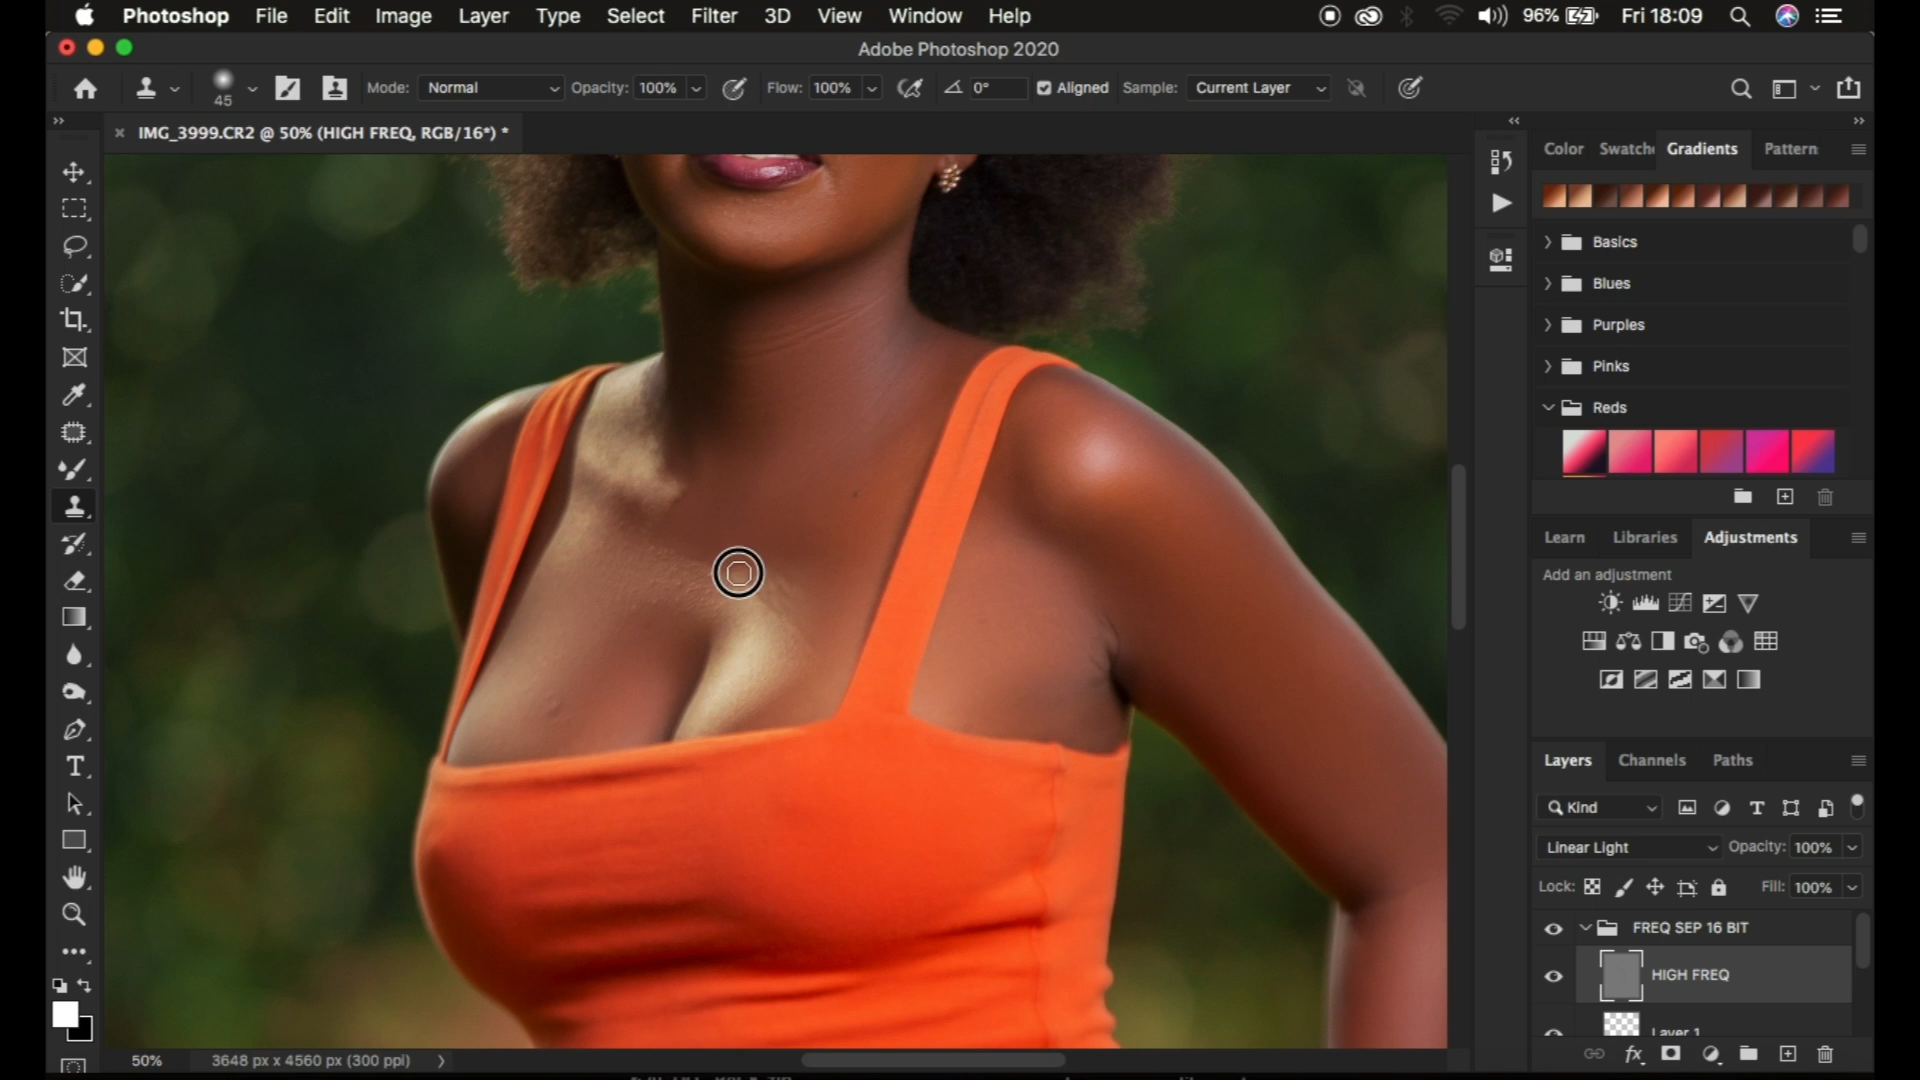 Photoshop File Edit Image Layer Type Select Filter 3D View Window Help 96% Fri 18:09
Adobe Photoshop 2020
45 Mode: Normal Opacity: 100% Flow: 100% 0° Aligned Sample: Current Layer
IMG_3999.CR2 @ 50% (HIGH FREQ, RGB/16*) *
Color Swatche Gradients Pattern
Basics
Blues
Purples
Pinks
Reds
Learn Libraries Adjustments
Add an adjustment
Layers Channels Paths
Kind
Linear Light Opacity: 100%
Lock: Fill: 100%
FREQ SEP 16 BIT
HIGH FREQ
Layer 1
50% 3648 px x 4560 px (300 ppi)